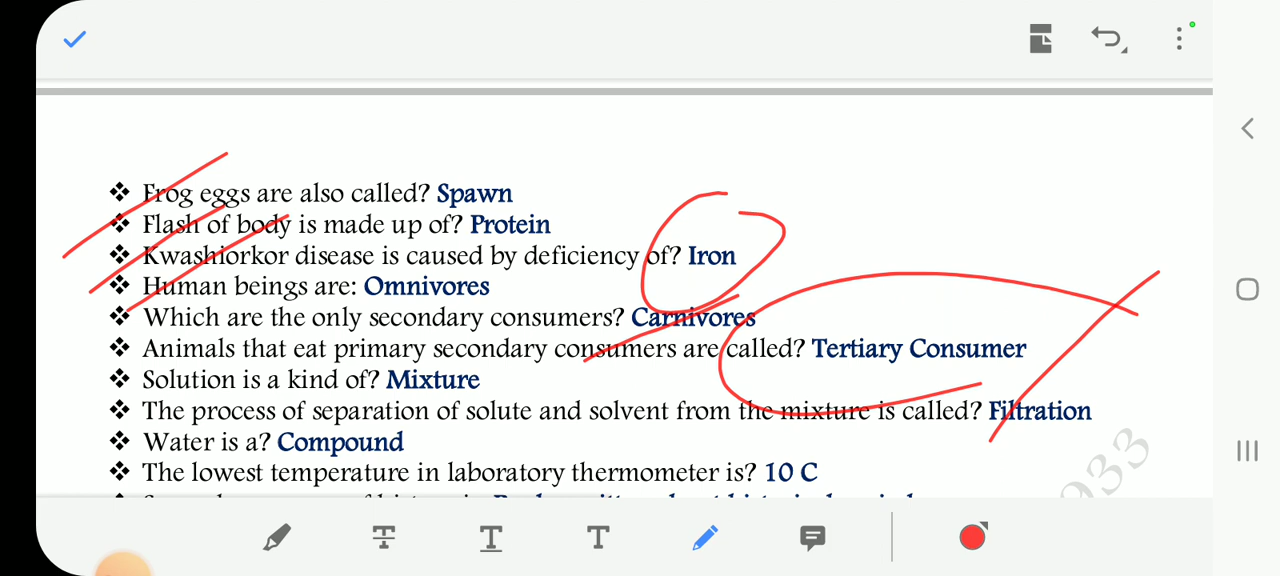 ❖ Frog eggs are also called? Spawn
❖ Flash of body is made up of? Protein
❖ Kwashiorkor disease is caused by deficiency of? Iron
❖ Human beings are: Omnivores
❖ Which are the only secondary consumers? Carnivores
❖ Animals that eat primary secondary consumers are called? Tertiary Consumer
❖ Solution is a kind of? Mixture
❖ The process of separation of solute and solvent from the mixture is called? Filtration
❖ Water is a? Compound
❖ The lowest temperature in laboratory thermometer is? 10 C
933
T T T